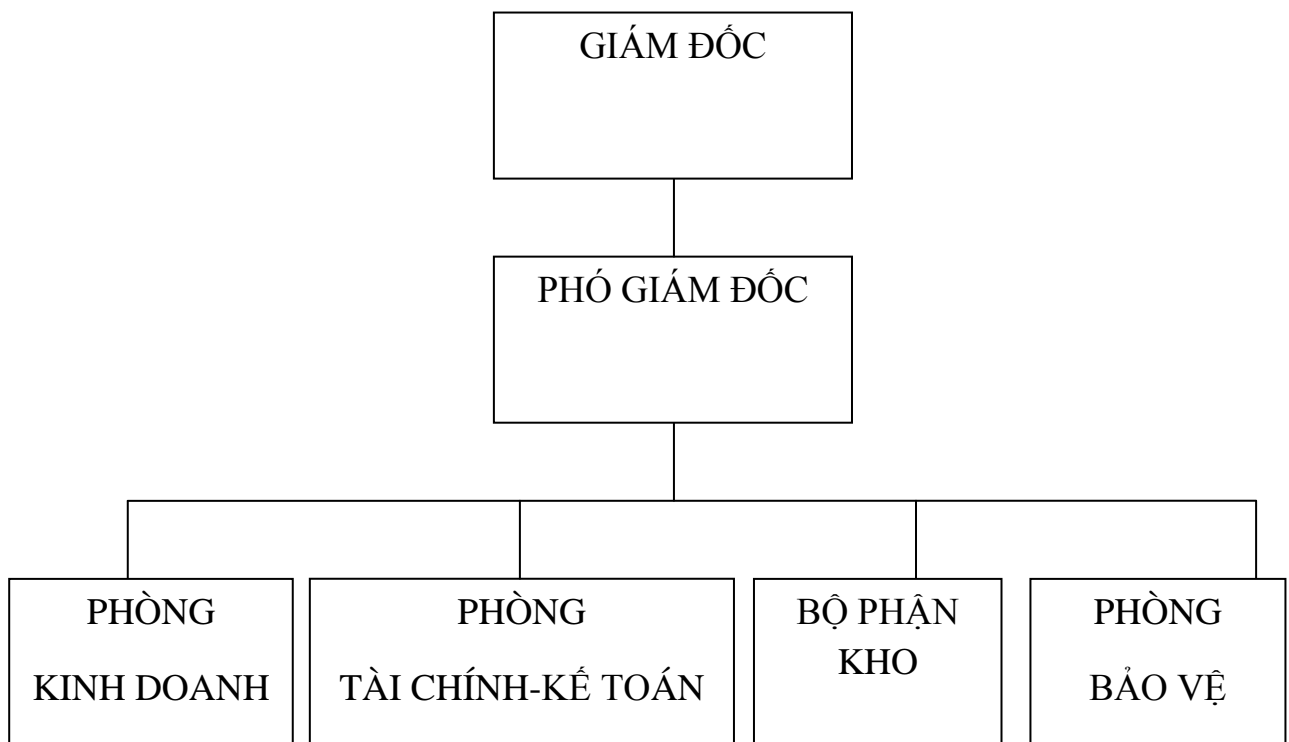 GIÁM ĐỐC
PHÓ GIÁM ĐỐC
PHÒNG
KINH DOANH
PHÒNG
TÀI CHÍNH-KẾ TOÁN
BỘ PHẬN
KHO
PHÒNG
BẢO VỆ